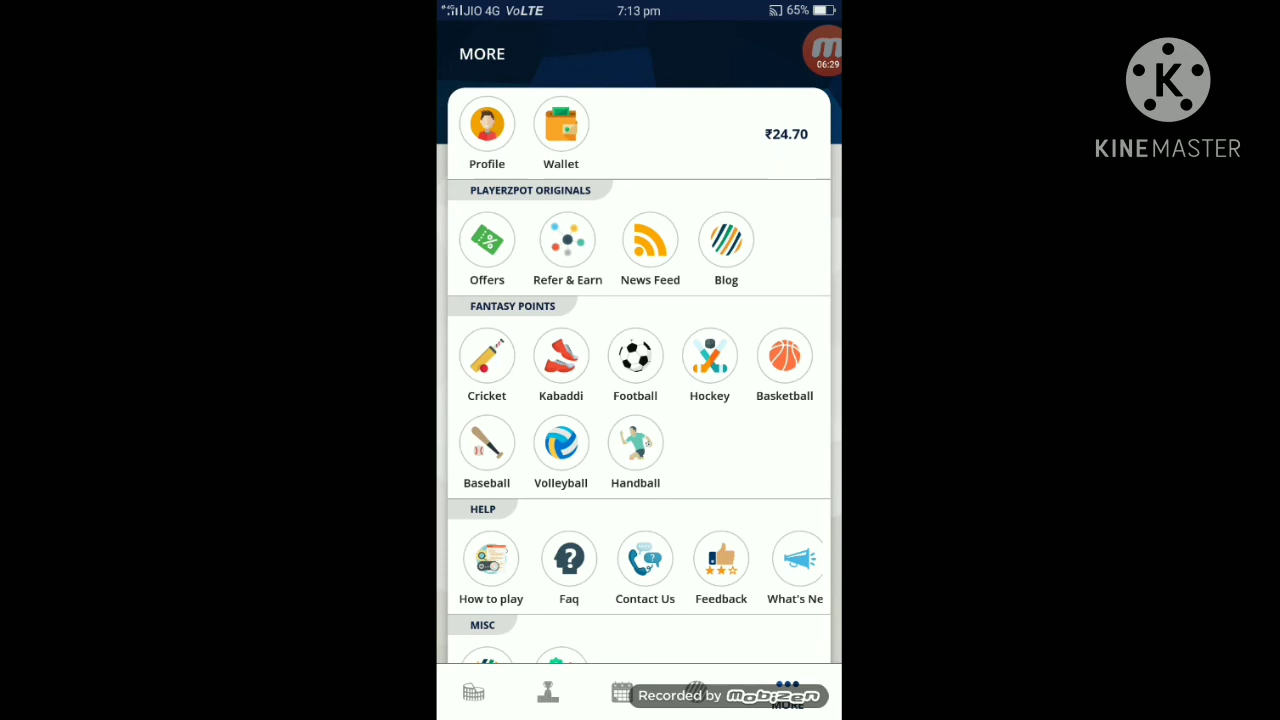 4G JIO 4G VoLTE 7:13 pm 65%
MORE
06:29
K
KINEMASTER
Profile Wallet ₹24.70
PLAYERZPOT ORIGINALS
Offers Refer & Earn News Feed Blog
FANTASY POINTS
Cricket Kabaddi Football Hockey Basketball
Baseball Volleyball Handball
HELP
How to play Faq Contact Us Feedback What's Ne
MISC
Recorded by mobizen
MORE